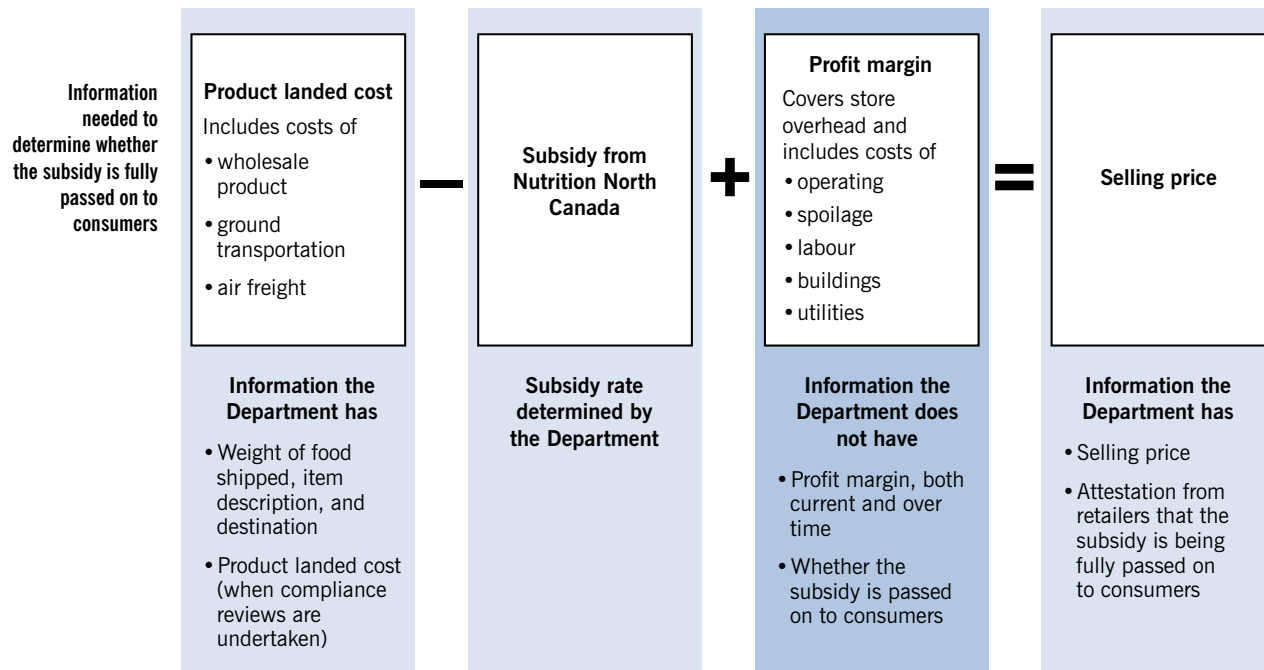 Information
needed to
determine whether
the subsidy is fully
passed on to
consumers
Product landed cost
Includes costs of
• wholesale
product
• ground
transportation
• air freight
—
Subsidy from
Nutrition North
Canada
+
Profit margin
Covers store
overhead and
includes costs of
• operating
• spoilage
• labour
• buildings
• utilities
=
Selling price
Information the
Department has
• Weight of food
shipped, item
description, and
destination
• Product landed cost
(when compliance
reviews are
undertaken)
Subsidy rate
determined by
the Department
Information the
Department does
not have
• Profit margin, both
current and over
time
• Whether the
subsidy is passed
on to consumers
Information the
Department has
• Selling price
• Attestation from
retailers that the
subsidy is being
fully passed on
to consumers